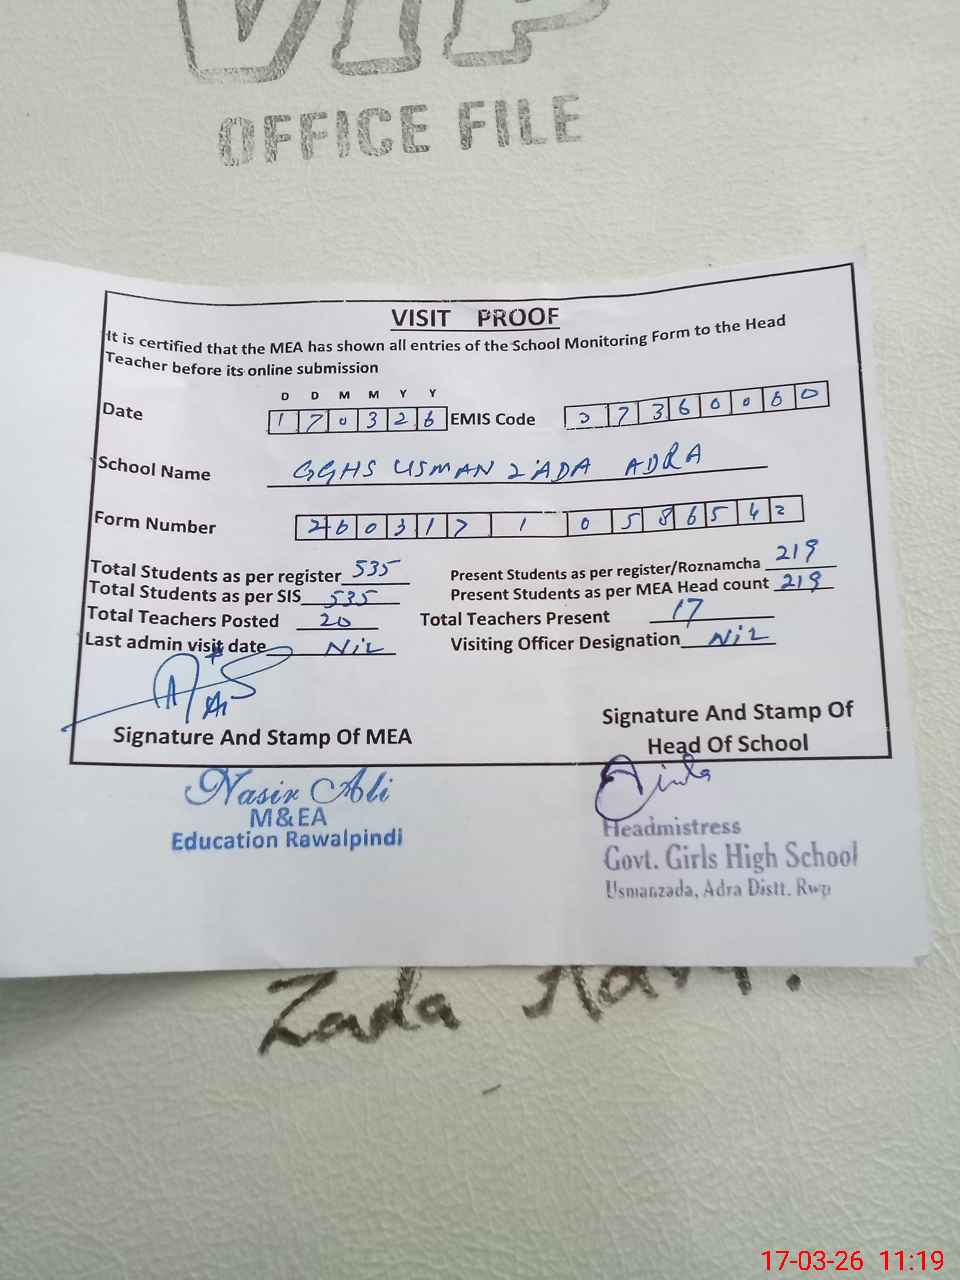 VIP
OFFICE FILE
VISIT PROOF
It is certified that the MEA has shown all entries of the School Monitoring Form to the Head
Teacher before its online submission
D D M M Y Y
Date 1 7 0 3 2 6 EMIS Code 3 7 3 6 0 0 6 0
School Name GGHS USMAN ZADA ADRA
Form Number 2 6 0 3 1 7 1 0 5 8 6 5 4 2
Total Students as per register 535 Present Students as per register/Roznamcha 219
Total Students as per SIS 535 Present Students as per MEA Head count 219
Total Teachers Posted 20 Total Teachers Present 17
Last admin visit date Nil Visiting Officer Designation Nil
Signature And Stamp Of MEA
Signature And Stamp Of
Head Of School
Nasir Ali
M&EA
Education Rawalpindi
Headmistress
Govt. Girls High School
Usmanzada, Adra Distt. Rwp
Zada
17-03-26 11:19